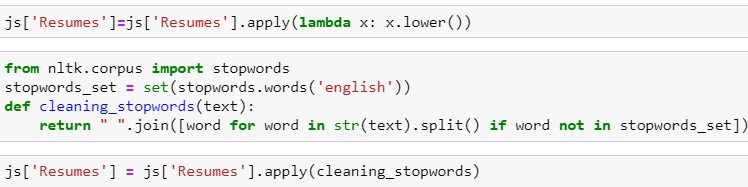 js['Resumes']=js['Resumes'].apply(lambda x: x.lower())
from nltk.corpus import stopwords
stopwords_set = set(stopwords.words('english'))
def cleaning_stopwords(text):
    return " ".join([word for word in str(text).split() if word not in stopwords_set])
js['Resumes'] = js['Resumes'].apply(cleaning_stopwords)